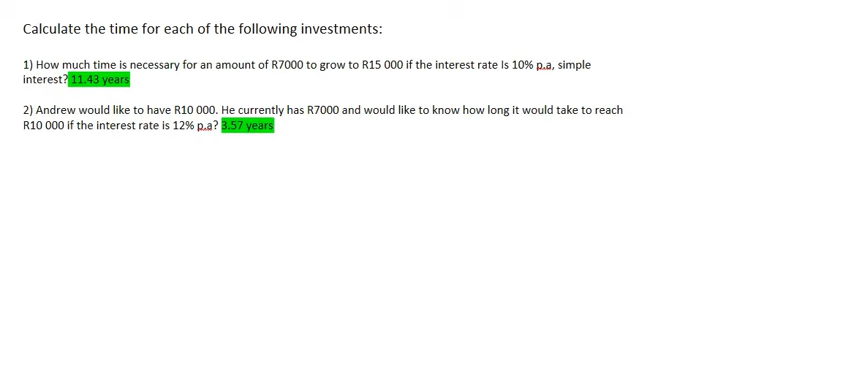 Calculate the time for each of the following investments:
1) How much time is necessary for an amount of R7000 to grow to R15 000 if the interest rate Is 10% p.a, simple
interest? 11.43 years
2) Andrew would like to have R10 000. He currently has R7000 and would like to know how long it would take to reach
R10 000 if the interest rate is 12% p.a? 3.57 years